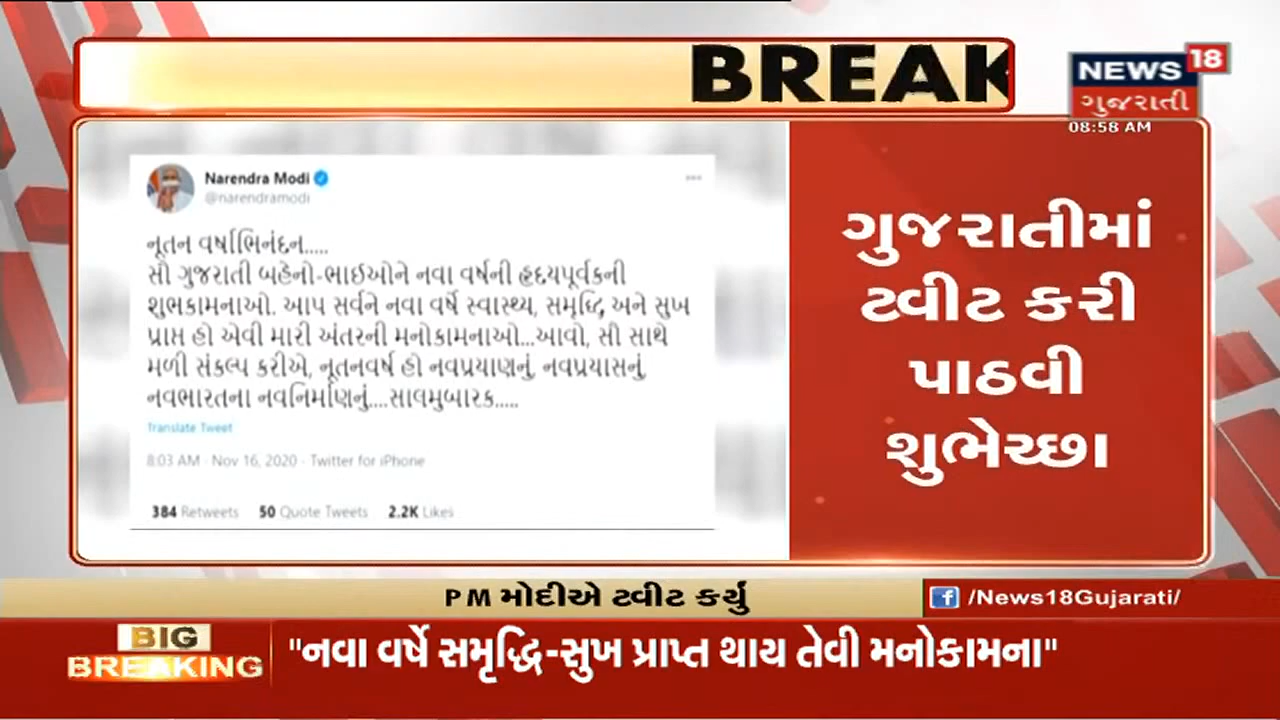 BREAK
NEWS 18
ગુજરાતી
08:58 AM
Narendra Modi
@narendramodi
નૂતન વર્ષાભિનંદન.....
સૌ ગુજરાતી બહેનો-ભાઈઓને નવા વર્ષની હૃદયપૂર્વકની
શુભકામનાઓ. આપ સર્વને નવા વર્ષે સ્વાસ્થ્ય, સમૃદ્ધિ અને સુખ
પ્રાપ્ત હો એવી મારી અંતરની મનોકામનાઓ...આવો, સૌ સાથે
મળી સંકલ્પ કરીએ, નૂતનવર્ષ હો નવપ્રયાણનું, નવપ્રયાસનું,
નવભારતના નવનિર્માણનું....સાલમુબારક.....
Translate Tweet
8:03 AM · Nov 16, 2020 · Twitter for iPhone
384 Retweets 50 Quote Tweets 2.2K Likes
ગુજરાતીમાં
ટ્વીટ કરી
પાઠવી
શુભેચ્છા
PM મોદીએ ટ્વીટ કર્યું
/News18Gujarati/
BIG
BREAKING
"નવા વર્ષે સમૃદ્ધિ-સુખ પ્રાપ્ત થાય તેવી મનોકામના"